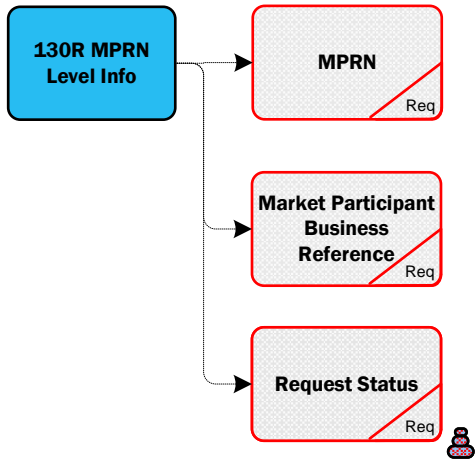 130R MPRN
Level Info
MPRN
Req
Market Participant
Business
Reference
Req
Request Status
Req